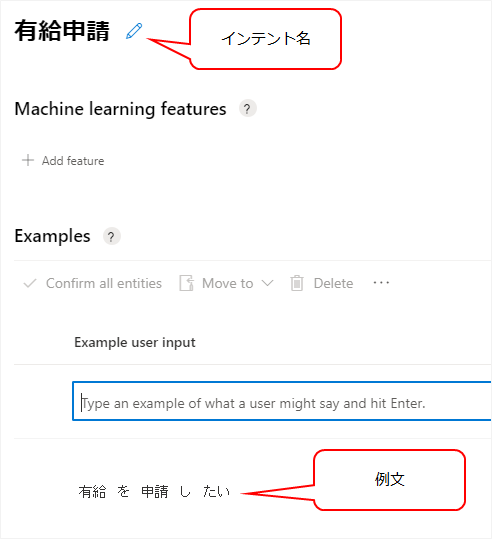 有給申請
インテント名
Machine learning features ?
+ Add feature
Examples ?
Confirm all entities Move to Delete ...
Example user input
Type an example of what a user might say and hit Enter.
有給 を 申請 し たい
例文